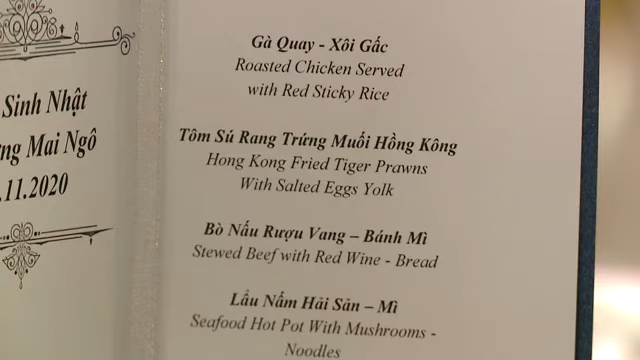 Sinh Nhật
Mai Ngô
.11.2020
Gà Quay - Xôi Gấc
Roasted Chicken Served
with Red Sticky Rice
Tôm Sú Rang Trứng Muối Hồng Kông
Hong Kong Fried Tiger Prawns
With Salted Eggs Yolk
Bò Nấu Rượu Vang – Bánh Mì
Stewed Beef with Red Wine - Bread
Lẩu Nấm Hải Sản – Mì
Seafood Hot Pot With Mushrooms -
Noodles